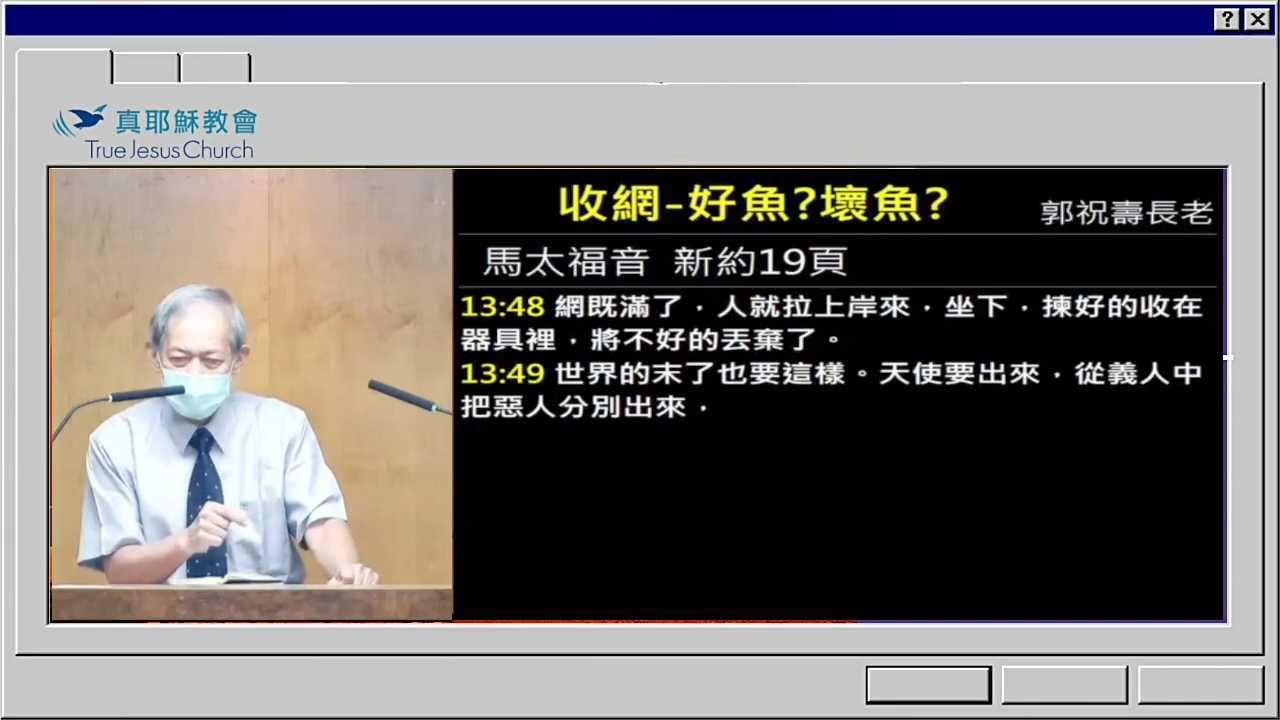 真耶穌教會
True Jesus Church
收網-好魚?壞魚?
郭祝壽長老
馬太福音 新約19頁
13:48 網既滿了，人就拉上岸來，坐下，揀好的收在
器具裡，將不好的丟棄了。
13:49 世界的末了也要這樣。天使要出來，從義人中
把惡人分別出來，